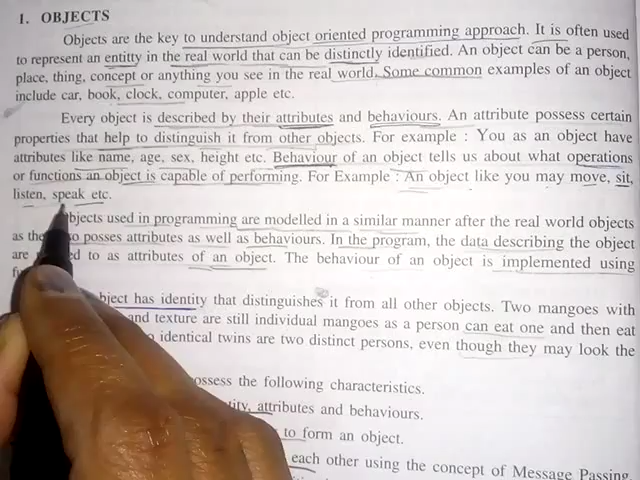 1. OBJECTS
Objects are the key to understand object oriented programming approach. It is often used
to represent an entity in the real world that can be distinctly identified. An object can be a person,
place, thing, concept or anything you see in the real world. Some common examples of an object
include car, book, clock, computer, apple etc.
Every object is described by their attributes and behaviours. An attribute possess certain
properties that help to distinguish it from other objects. For example : You as an object have
attributes like name, age, sex, height etc. Behaviour of an object tells us about what operations
or functions an object is capable of performing. For Example : An object like you may move, sit,
listen, speak etc.
bjects used in programming are modelled in a similar manner after the real world objects
as the posses attributes as well as behaviours. In the program, the data describing the object
are to as attributes of an object. The behaviour of an object is implemented using
bject has identity that distinguishes it from all other objects. Two mangoes with
and texture are still individual mangoes as a person can eat one and then eat
identical twins are two distinct persons, even though they may look the
ossess the following characteristics.
tity, attributes and behaviours.
to form an object.
each other using the concept of Message Passing.